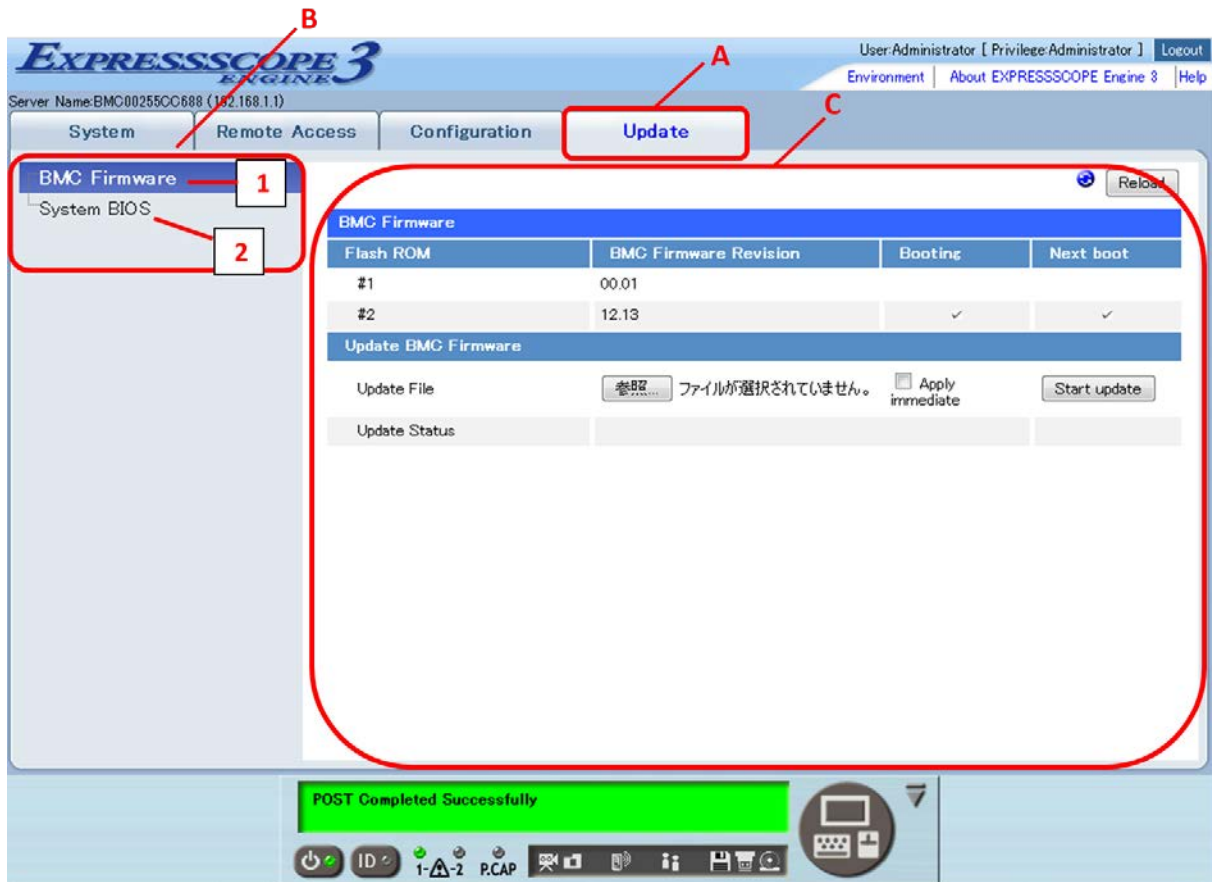 B
EXPRESSSCOPE 3
ENGINE
A
User:Administrator [ Privilege:Administrator ] Logout
Environment About EXPRESSSCOPE Engine 3 Help
Server Name:BMC00255CC688 (192.168.1.1)
C
System Remote Access Configuration Update
BMC Firmware 1
System BIOS
2
Reload
BMC Firmware
Flash ROM BMC Firmware Revision Booting Next boot
#1 00.01
#2 12.13
Update BMC Firmware
Update File 参照... ファイルが選択されていません。 Apply immediate Start update
Update Status
POST Completed Successfully
ID 1-⚠-2 P.CAP